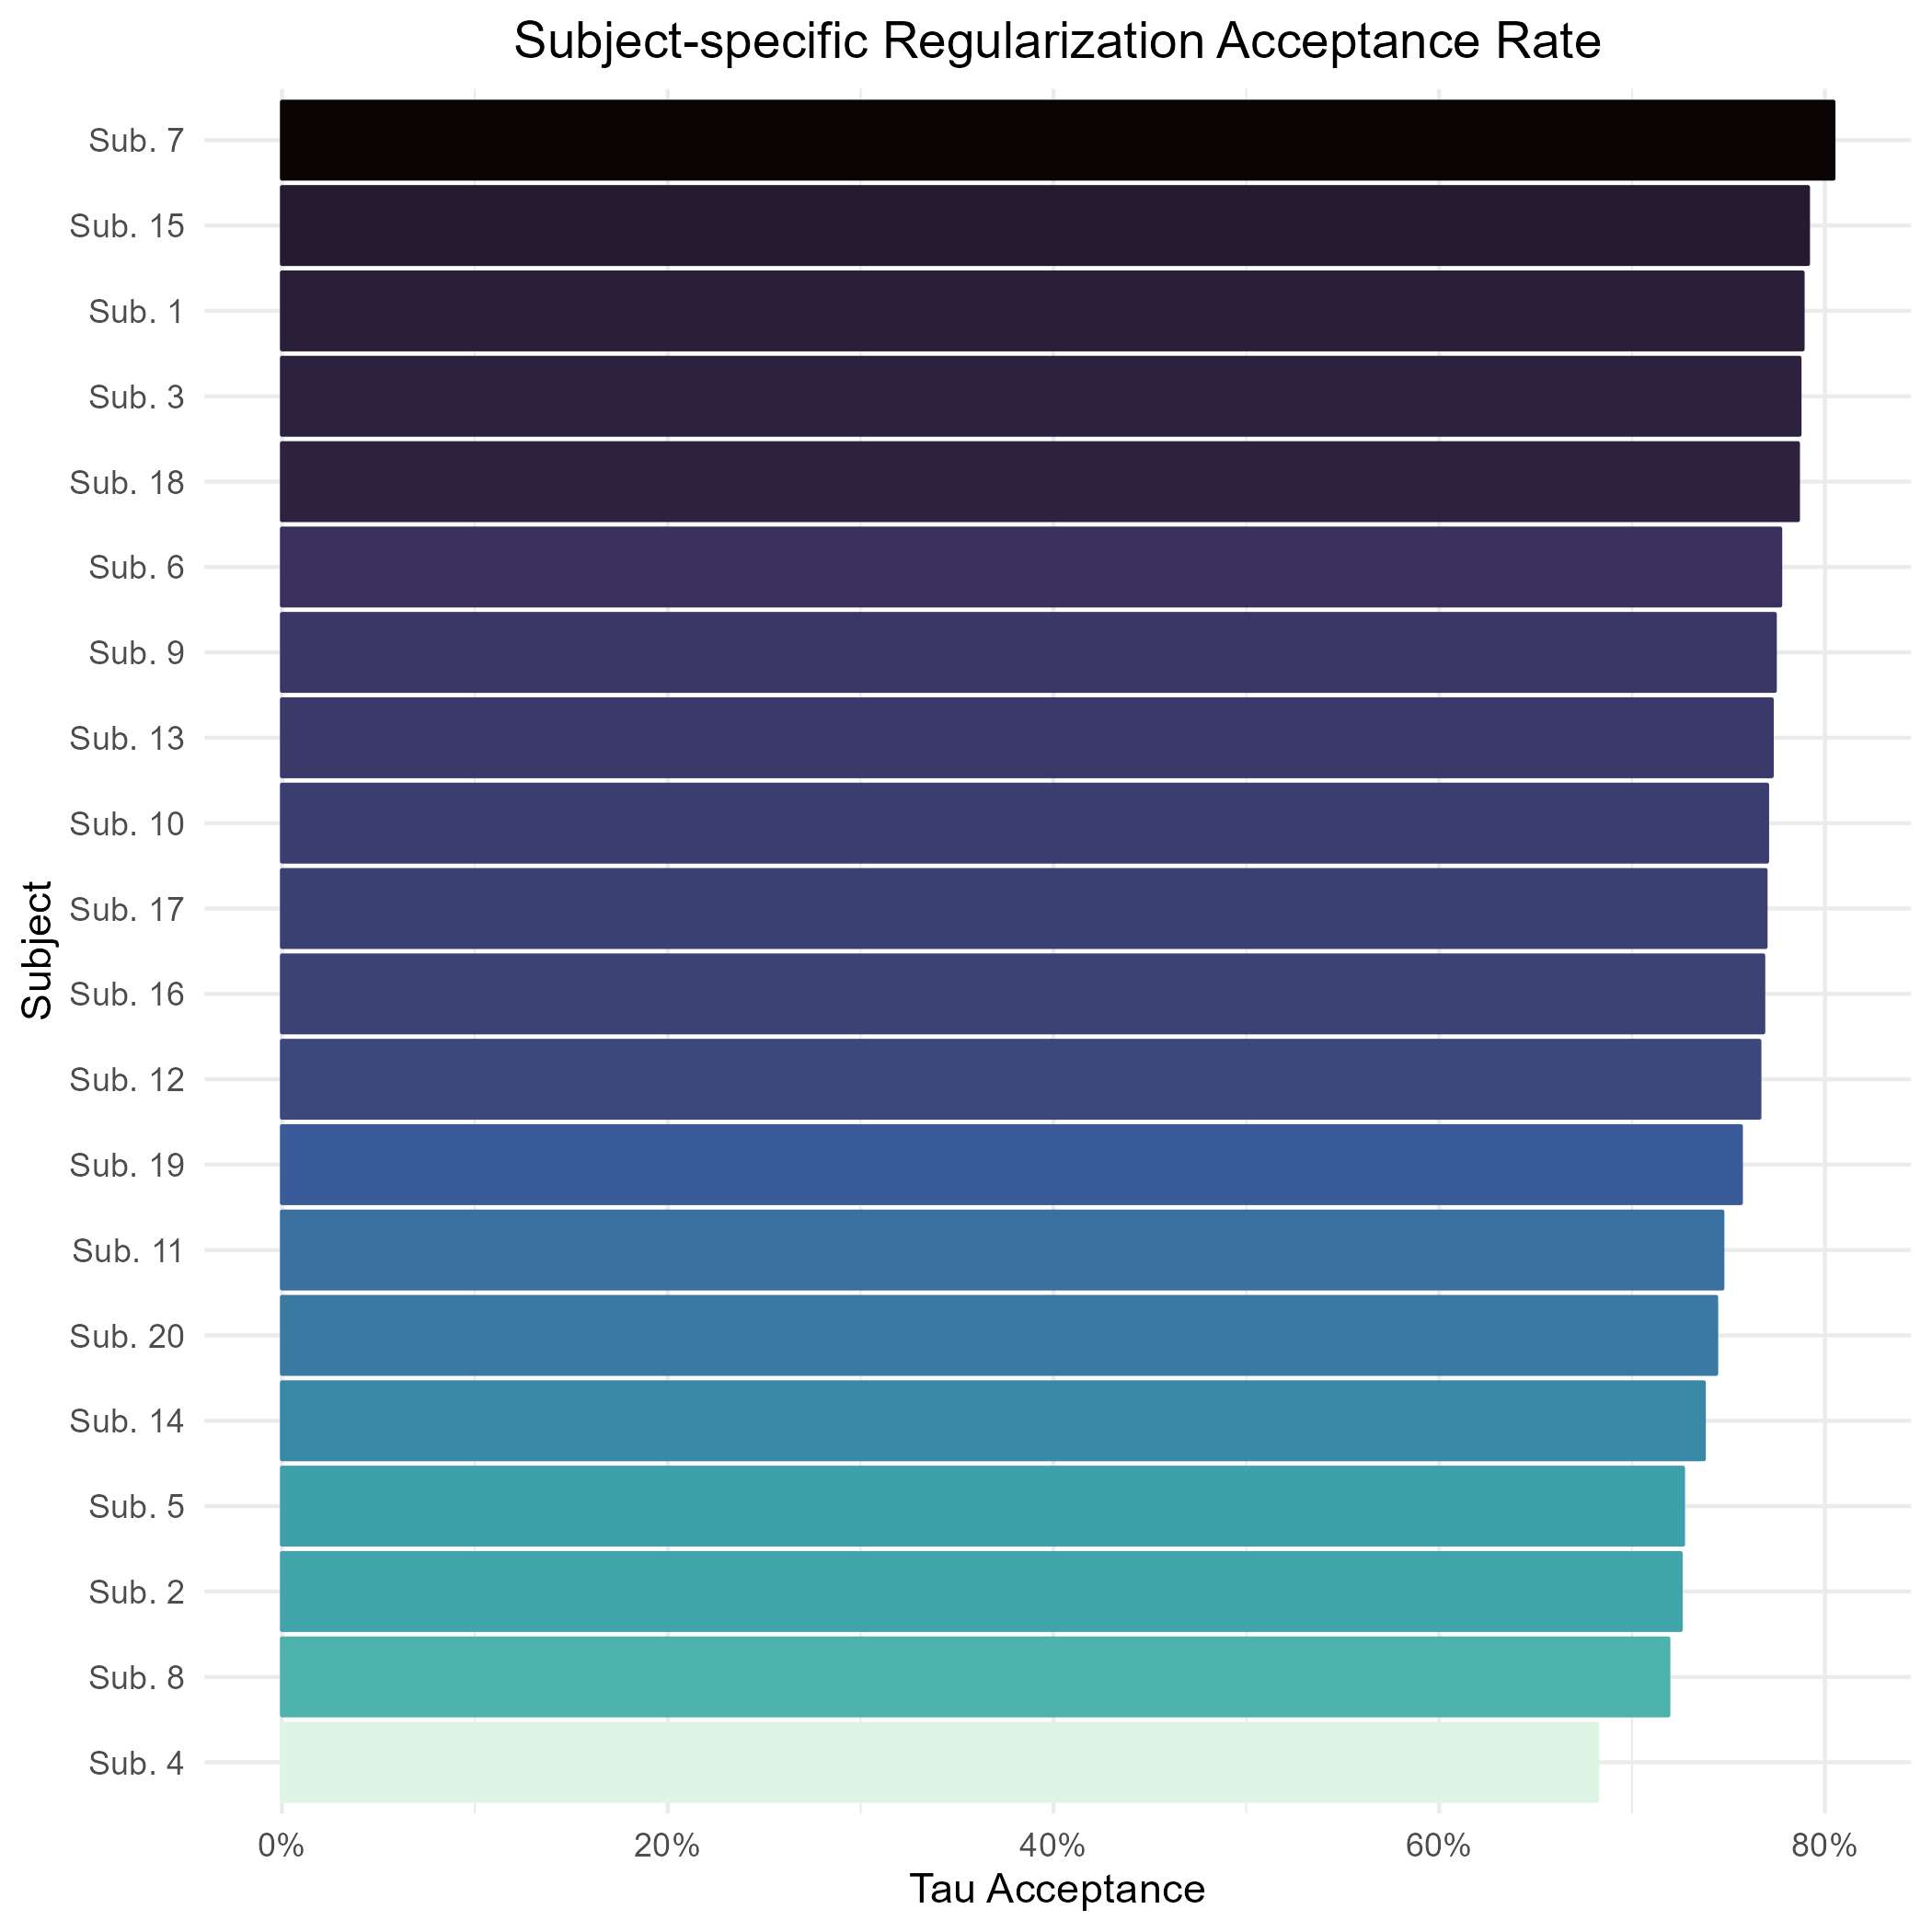 Subject-specific Regularization Acceptance Rate
Subject
Sub. 7
Sub. 15
Sub. 1
Sub. 3
Sub. 18
Sub. 6
Sub. 9
Sub. 13
Sub. 10
Sub. 17
Sub. 16
Sub. 12
Sub. 19
Sub. 11
Sub. 20
Sub. 14
Sub. 5
Sub. 2
Sub. 8
Sub. 4
0% 20% 40% 60% 80%
Tau Acceptance